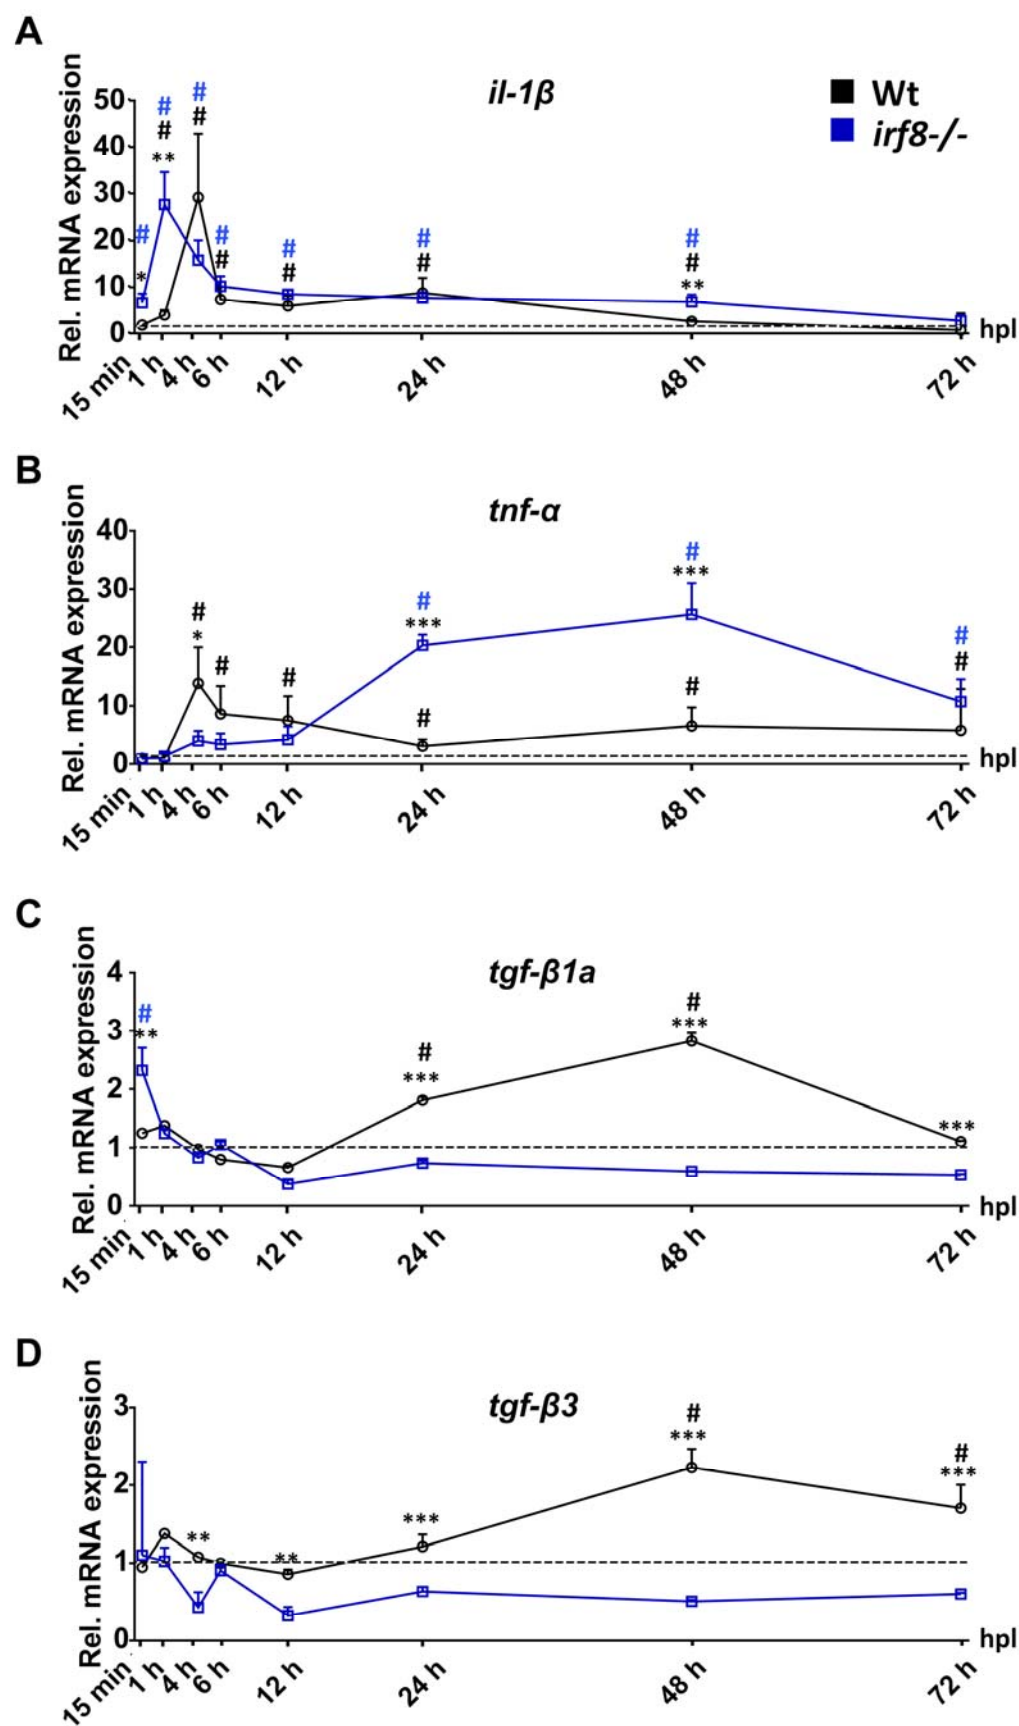 A
il-1β
Wt
irf8-/-
Rel. mRNA expression
50
40
30
20
10
0
# # # # # # # # # # # # #
* ** **
hpl
15 min 1 h 4 h 6 h 12 h 24 h 48 h 72 h
B
tnf-α
Rel. mRNA expression
40
30
20
10
0
# # # # # # # # #
* *** ***
hpl
15 min 1 h 4 h 6 h 12 h 24 h 48 h 72 h
C
tgf-β1a
Rel. mRNA expression
4
3
2
1
0
# # #
** *** *** ***
hpl
15 min 1 h 4 h 6 h 12 h 24 h 48 h 72 h
D
tgf-β3
Rel. mRNA expression
3
2
1
0
# #
** ** *** *** ***
hpl
15 min 1 h 4 h 6 h 12 h 24 h 48 h 72 h